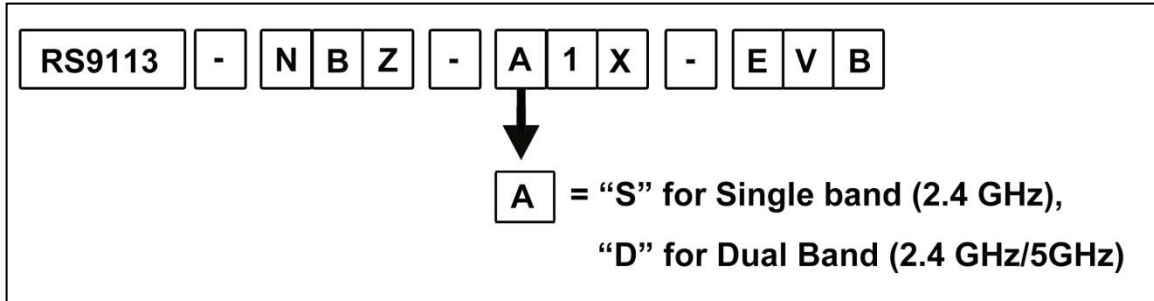 RS9113 - N B Z - A 1 X - E V B
A = “S” for Single band (2.4 GHz),
“D” for Dual Band (2.4 GHz/5GHz)